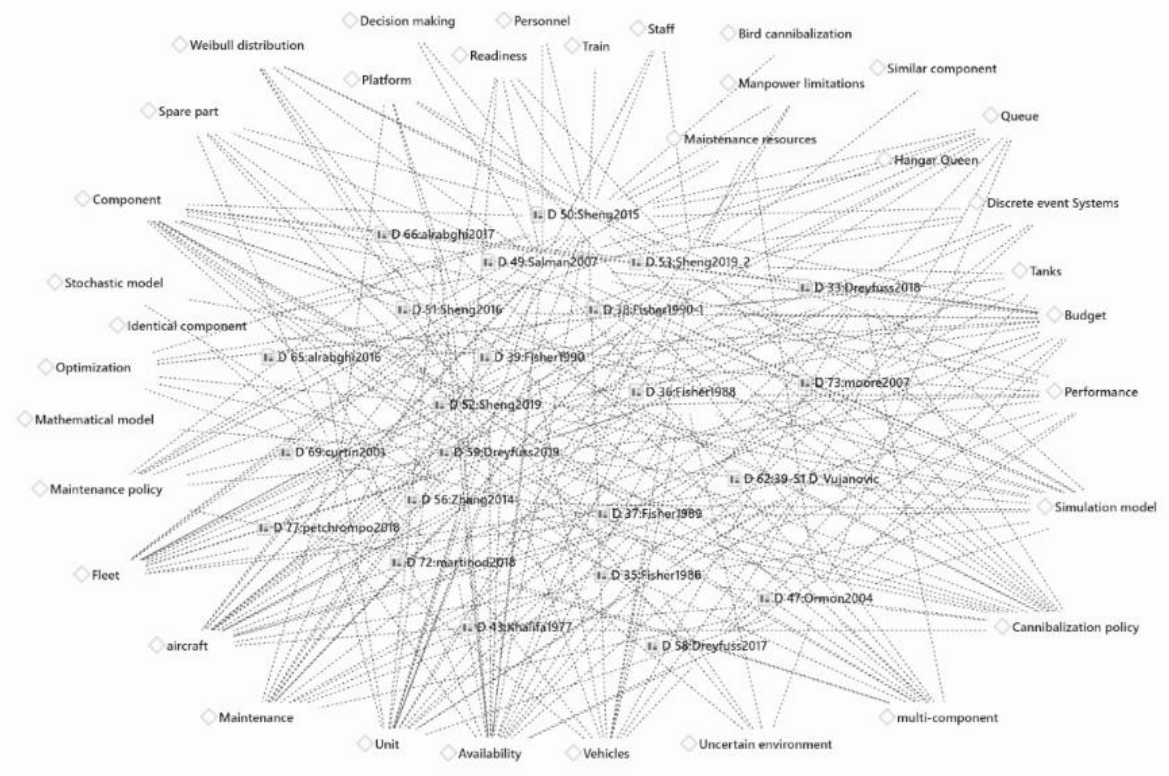 Decision making
Personnel
Staff
Bird cannibalization
Weibull distribution
Readiness
Train
Similar component
Platform
Manpower limitations
Spare part
Queue
Maintenance resources
Hangar Queen
Component
Discrete event Systems
D 50:Sheng2015
D 66:alrabghi2017
D 49:Salman2007
D 53:Sheng2019_2
Tanks
Stochastic model
D 33:Dreyfuss2018
D 51:Sheng2016
D 38:Fisher1990-1
Budget
Identical component
D 65:alrabghi2016
D 39:Fisher1990
Optimization
D 73:moore2007
D 36:Fisher1988
Performance
D 52:Sheng2019
Mathematical model
D 69:curtin2001
D 59:Dreyfuss2019
D 62:39-S1 D_Vujanovic
Maintenance policy
D 56:Zhang2014
Simulation model
D 37:Fisher1989
D 77:petchrompo2018
D 72:martinod2018
Fleet
D 35:Fisher1986
D 47:Ormon2004
D 43:Khalifa1977
Cannibalization policy
aircraft
D 58:Dreyfuss2017
Maintenance
multi-component
Unit
Availability
Vehicles
Uncertain environment